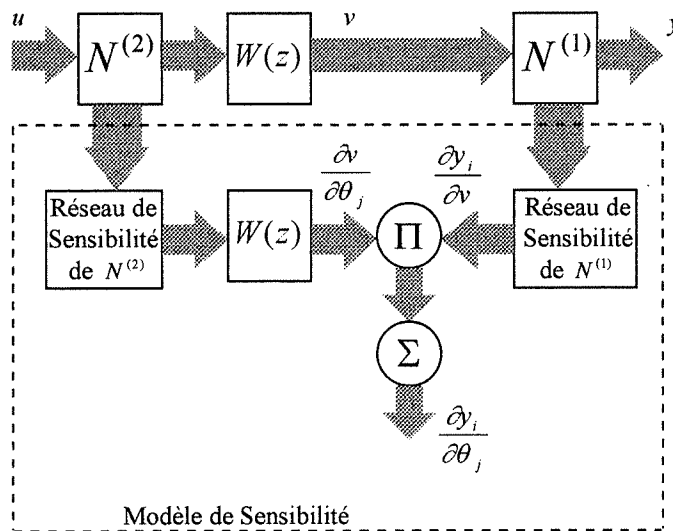 u
v
y
N^(2)
W(z)
N^(1)
∂v
∂θ_j
∂y_i
∂v
Réseau de
Sensibilité
de N^(2)
W(z)
Π
Réseau de
Sensibilité
de N^(1)
Σ
∂y_i
∂θ_j
Modèle de Sensibilité